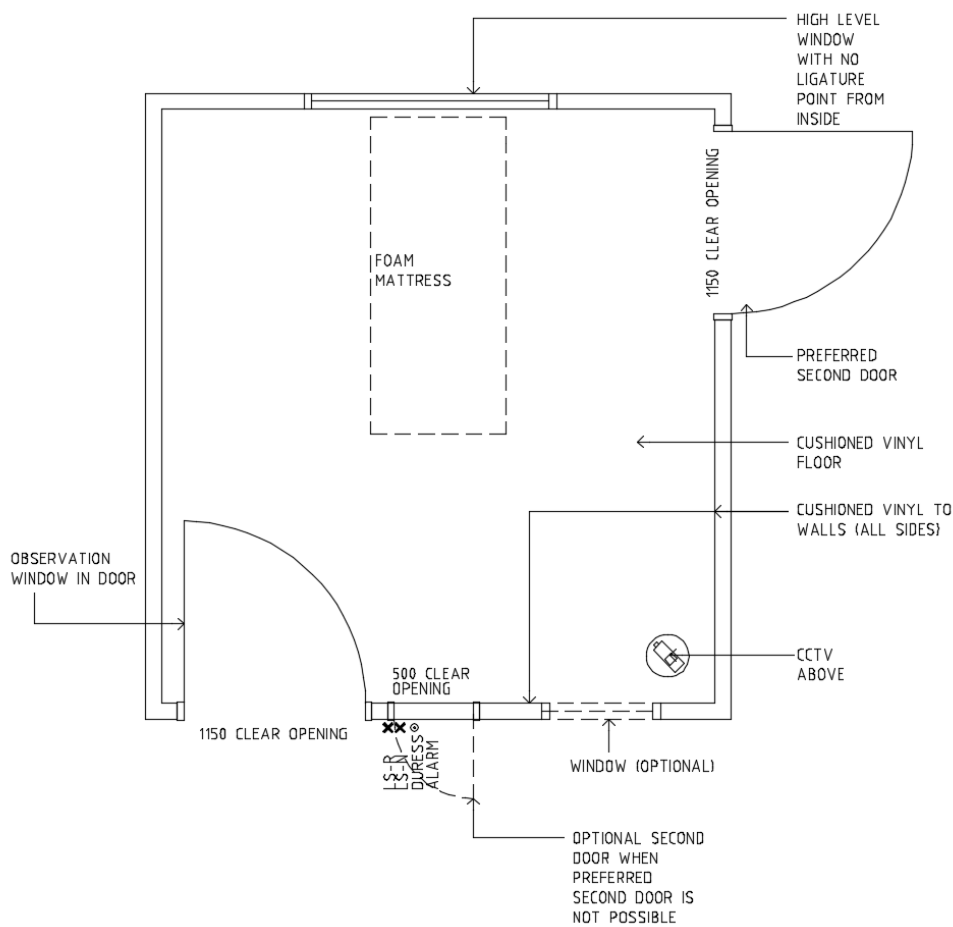 HIGH LEVEL
WINDOW
WITH NO
LIGATURE
POINT FROM
INSIDE
1150 CLEAR OPENING
FOAM
MATTRESS
PREFERRED
SECOND DOOR
CUSHIONED VINYL
FLOOR
CUSHIONED VINYL TO
WALLS (ALL SIDES)
OBSERVATION
WINDOW IN DOOR
CCTV
ABOVE
500 CLEAR
OPENING
1150 CLEAR OPENING
LS-R
LS-N
DURESS
ALARM
WINDOW (OPTIONAL)
OPTIONAL SECOND
DOOR WHEN
PREFERRED
SECOND DOOR IS
NOT POSSIBLE